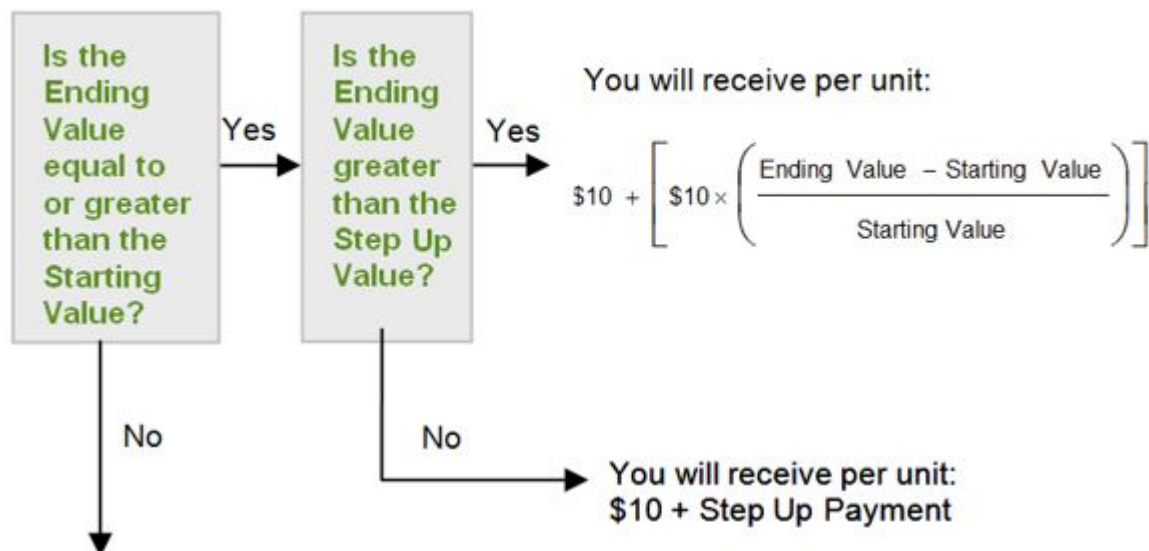 Is the
Ending
Value
equal to
or greater
than the
Starting
Value?
Yes
Is the
Ending
Value
greater
than the
Step Up
Value?
Yes
You will receive per unit:
$10 + [ $10 × ( Ending Value – Starting Value
Starting Value ) ]
No
No
You will receive per unit:
$10 + Step Up Payment